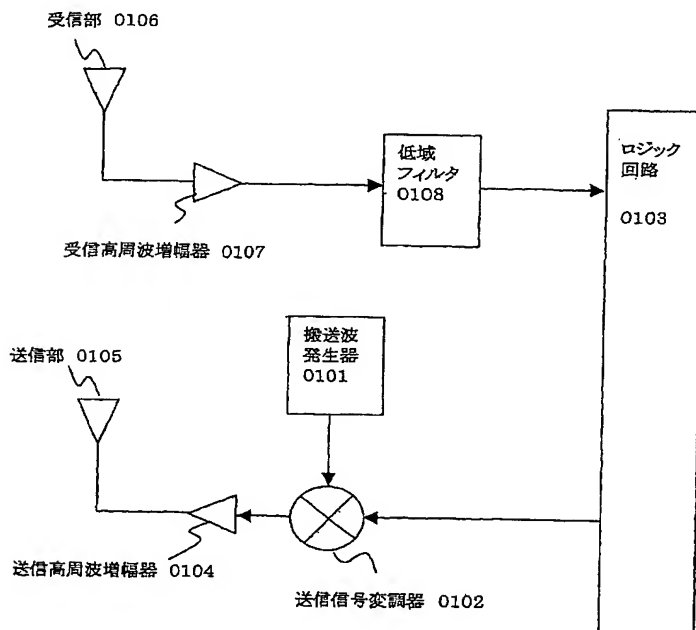 受信部 0106
低域
フィルタ
0108
ロジック
回路
0103
受信高周波増幅器 0107
搬送波
発生器
0101
送信部 0105
送信高周波増幅器 0104
送信信号変調器 0102